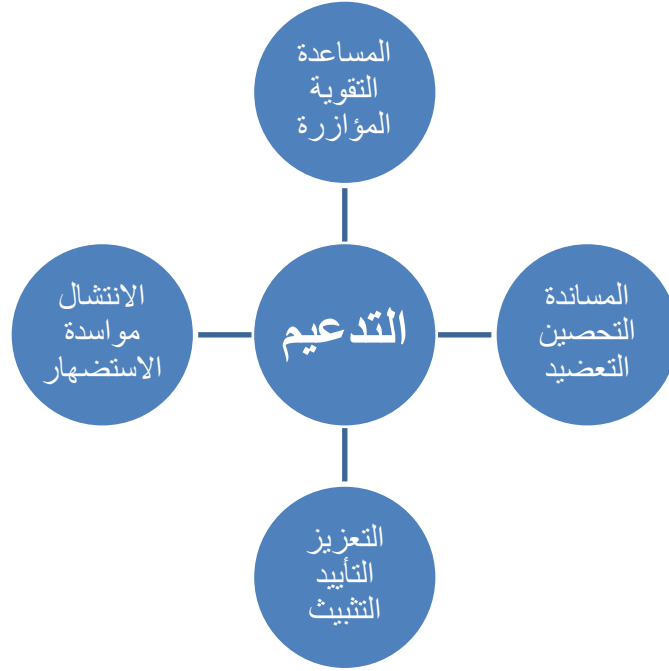 المساعدة
التقوية
المؤازرة
المساندة
التحصين
التعضيد
التدعيم
الانتشال
مواسدة
الاستضهار
التعزيز
التأييد
التثبيث